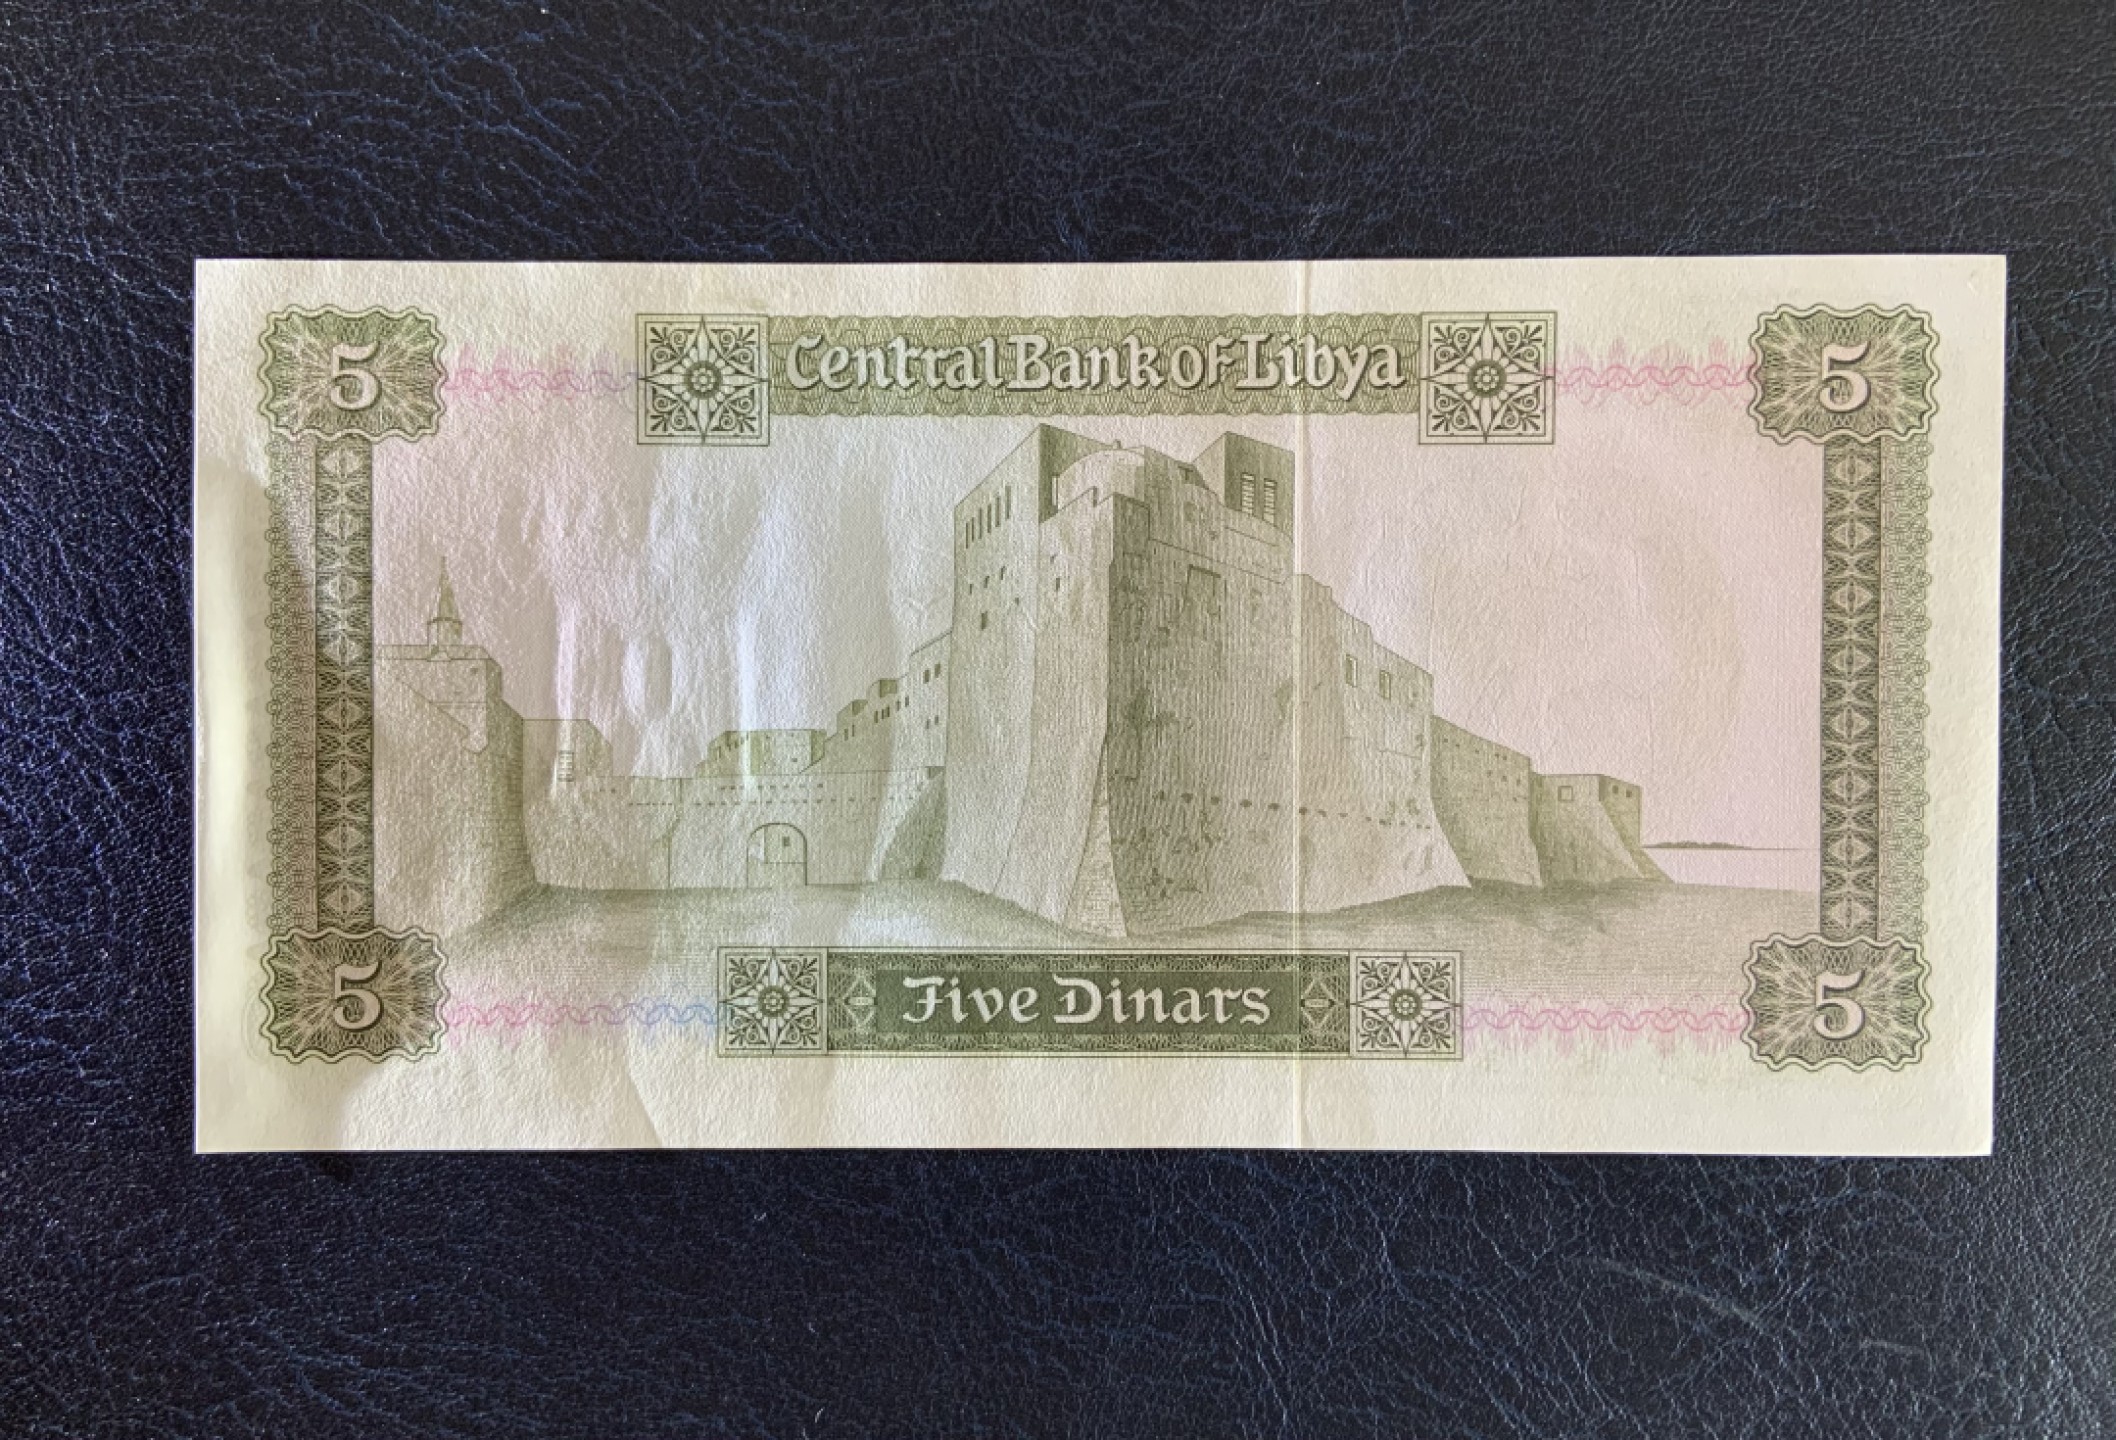 5 Central Bank of Libya 5
5 Five Dinars 5